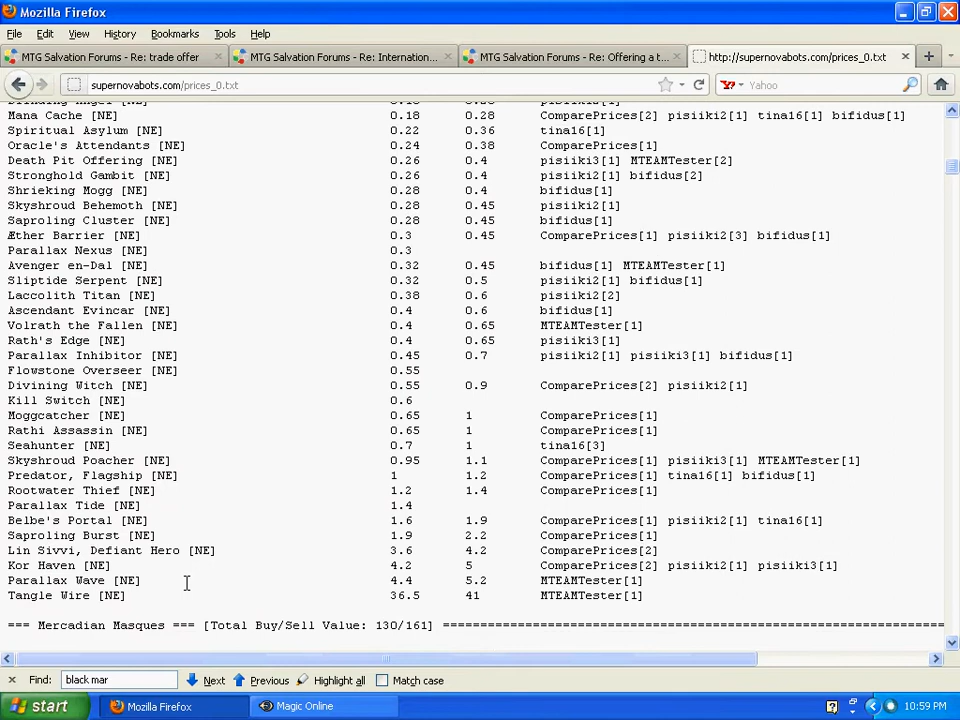 Mozilla Firefox
File Edit View History Bookmarks Tools Help
MTG Salvation Forums - Re: trade offer MTG Salvation Forums - Re: Internation... MTG Salvation Forums - Re: Offering a t... http://supernovabots.com/prices_0.txt
supernovabots.com/prices_0.txt Yahoo
Mana Cache [NE] 0.18 0.28 ComparePrices[2] pisiiki2[1] tina16[1] bifidus[1]
Spiritual Asylum [NE] 0.22 0.36 tina16[1]
Oracle's Attendants [NE] 0.24 0.38 ComparePrices[1]
Death Pit Offering [NE] 0.26 0.4 pisiiki3[1] MTEAMTester[2]
Stronghold Gambit [NE] 0.26 0.4 pisiiki2[1] bifidus[2]
Shrieking Mogg [NE] 0.28 0.4 bifidus[1]
Skyshroud Behemoth [NE] 0.28 0.45 pisiiki2[1]
Saproling Cluster [NE] 0.28 0.45 bifidus[1]
Æther Barrier [NE] 0.3 0.45 ComparePrices[1] pisiiki2[3] bifidus[1]
Parallax Nexus [NE] 0.3
Avenger en-Dal [NE] 0.32 0.45 bifidus[1] MTEAMTester[1]
Sliptide Serpent [NE] 0.32 0.5 pisiiki2[1] bifidus[1]
Laccolith Titan [NE] 0.38 0.6 pisiiki2[2]
Ascendant Evincar [NE] 0.4 0.6 bifidus[1]
Volrath the Fallen [NE] 0.4 0.65 MTEAMTester[1]
Rath's Edge [NE] 0.4 0.65 pisiiki3[1]
Parallax Inhibitor [NE] 0.45 0.7 pisiiki2[1] pisiiki3[1] bifidus[1]
Flowstone Overseer [NE] 0.55
Divining Witch [NE] 0.55 0.9 ComparePrices[2] pisiiki2[1]
Kill Switch [NE] 0.6
Moggcatcher [NE] 0.65 1 ComparePrices[1]
Rathi Assassin [NE] 0.65 1 ComparePrices[1]
Seahunter [NE] 0.7 1 tina16[3]
Skyshroud Poacher [NE] 0.95 1.1 ComparePrices[1] pisiiki3[1] MTEAMTester[1]
Predator, Flagship [NE] 1 1.2 ComparePrices[1] tina16[1] bifidus[1]
Rootwater Thief [NE] 1.2 1.4 ComparePrices[1]
Parallax Tide [NE] 1.4
Belbe's Portal [NE] 1.6 1.9 ComparePrices[1] pisiiki2[1] tina16[1]
Saproling Burst [NE] 1.9 2.2 ComparePrices[1]
Lin Sivvi, Defiant Hero [NE] 3.6 4.2 ComparePrices[2]
Kor Haven [NE] 4.2 5 ComparePrices[2] pisiiki2[1] pisiiki3[1]
Parallax Wave [NE] 4.4 5.2 MTEAMTester[1]
Tangle Wire [NE] 36.5 41 MTEAMTester[1]
=== Mercadian Masques === [Total Buy/Sell Value: 130/161] ===================================================================
Find: black mar Next Previous Highlight all Match case
start Mozilla Firefox Magic Online 10:59 PM